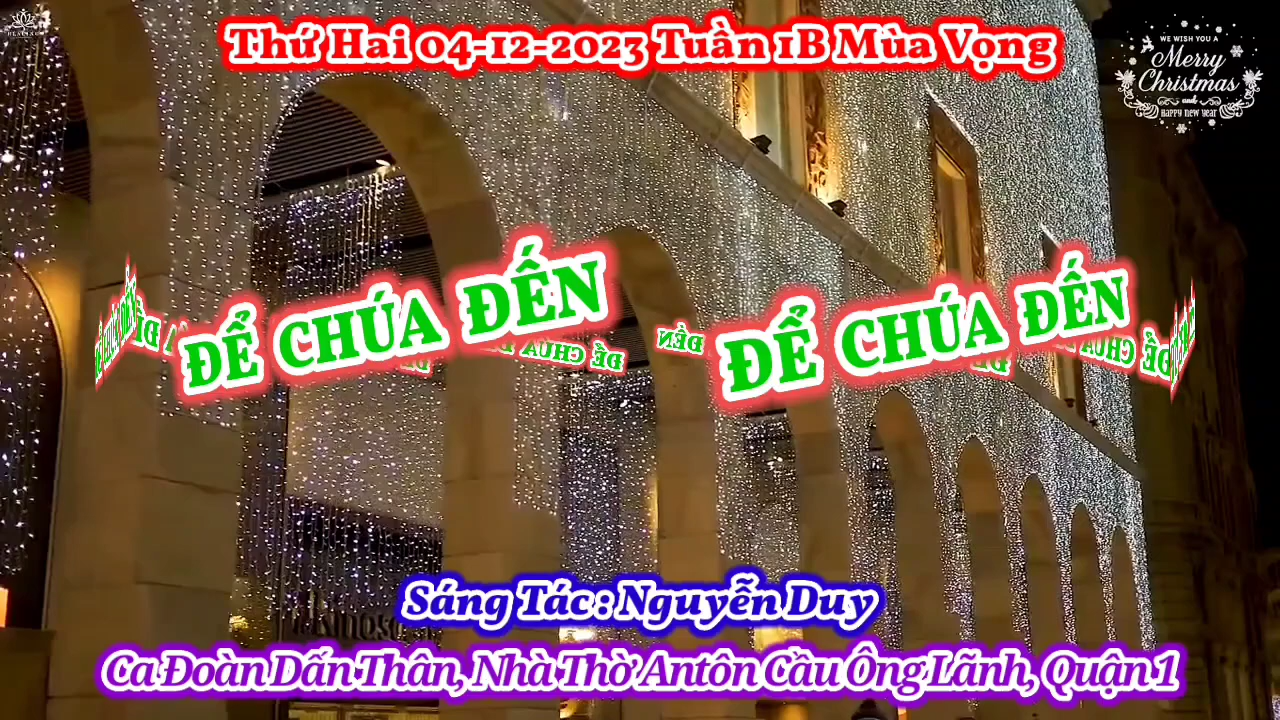 Thứ Hai 04-12-2023 Tuần 1B Mùa Vọng
WE WISH YOU A
Merry
Christmas
and
HAPPY NEW YEAR
ĐỂ CHÚA ĐẾN
ĐỂ CHÚA ĐẾN
Sáng Tác : Nguyễn Duy
Ca Đoàn Dấn Thân, Nhà Thờ Antôn Cầu Ông Lãnh, Quận 1